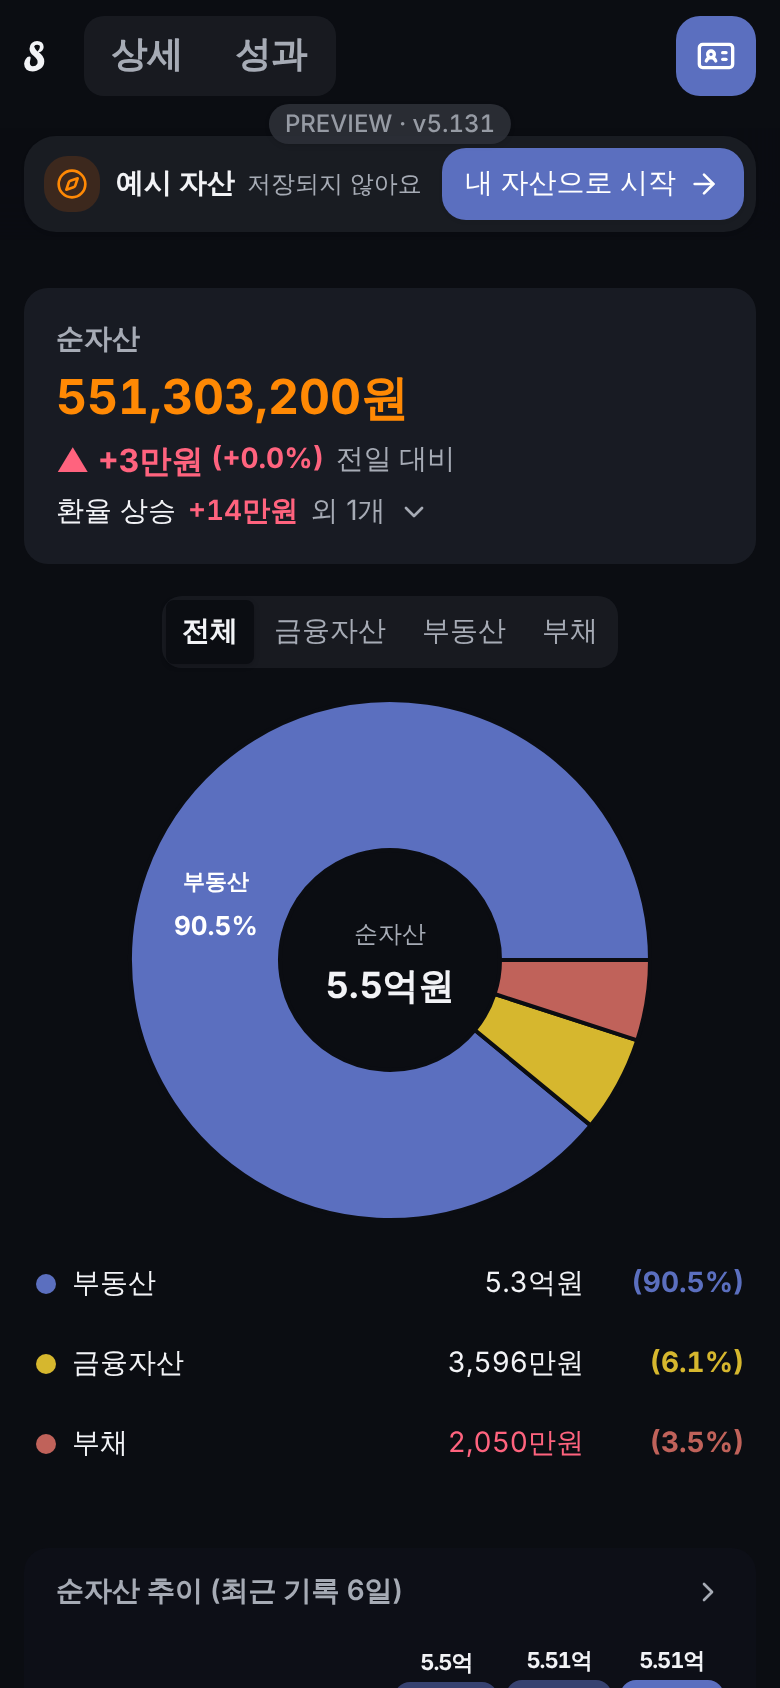 S
상세 성과
PREVIEW · v5.131
예시 자산 저장되지 않아요 내 자산으로 시작 →
순자산
551,303,200원
▲ +3만원 (+0.0%) 전일 대비
환율 상승 +14만원 외 1개
전체 금융자산 부동산 부채
부동산
90.5%
순자산
5.5억원
부동산 5.3억원 (90.5%)
금융자산 3,596만원 (6.1%)
부채 2,050만원 (3.5%)
순자산 추이 (최근 기록 6일)
5.5억 5.51억 5.51억